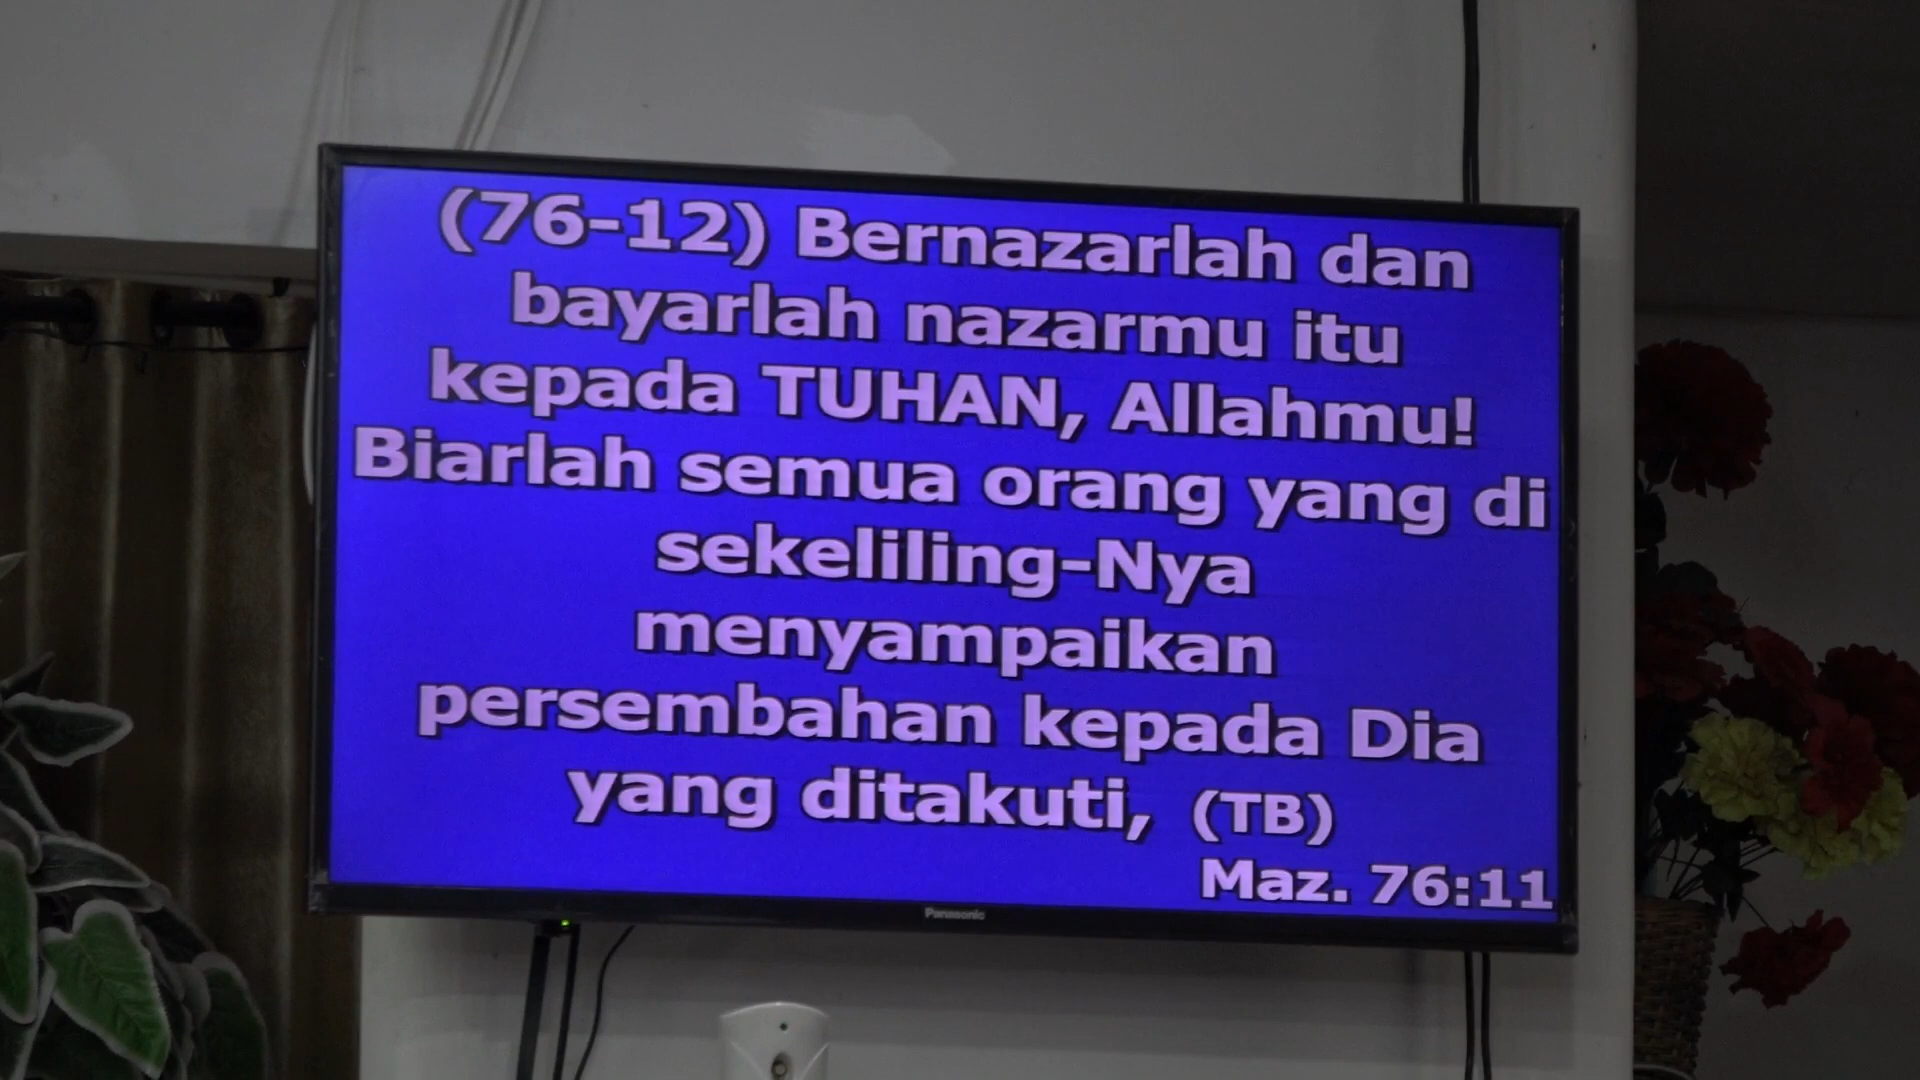 (76-12) Bernazarlah dan
bayarlah nazarmu itu
kepada TUHAN, Allahmu!
Biarlah semua orang yang di
sekeliling-Nya
menyampaikan
persembahan kepada Dia
yang ditakuti, (TB)
Maz. 76:11
Panasonic